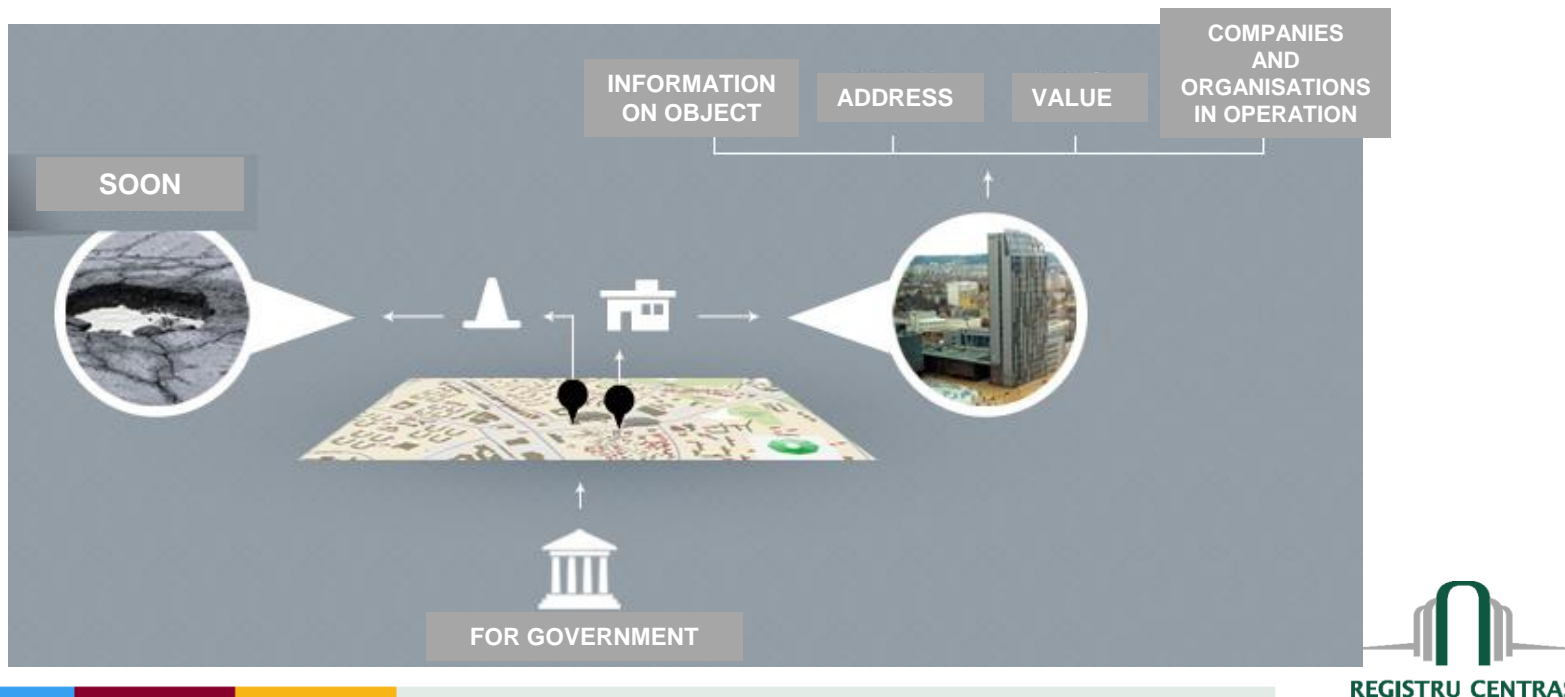 COMPANIES
AND
ORGANISATIONS
IN OPERATION
INFORMATION
ON OBJECT
ADDRESS
VALUE
SOON
FOR GOVERNMENT
REGISTRU CENTRAS